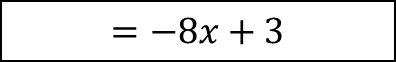 = −8x + 3